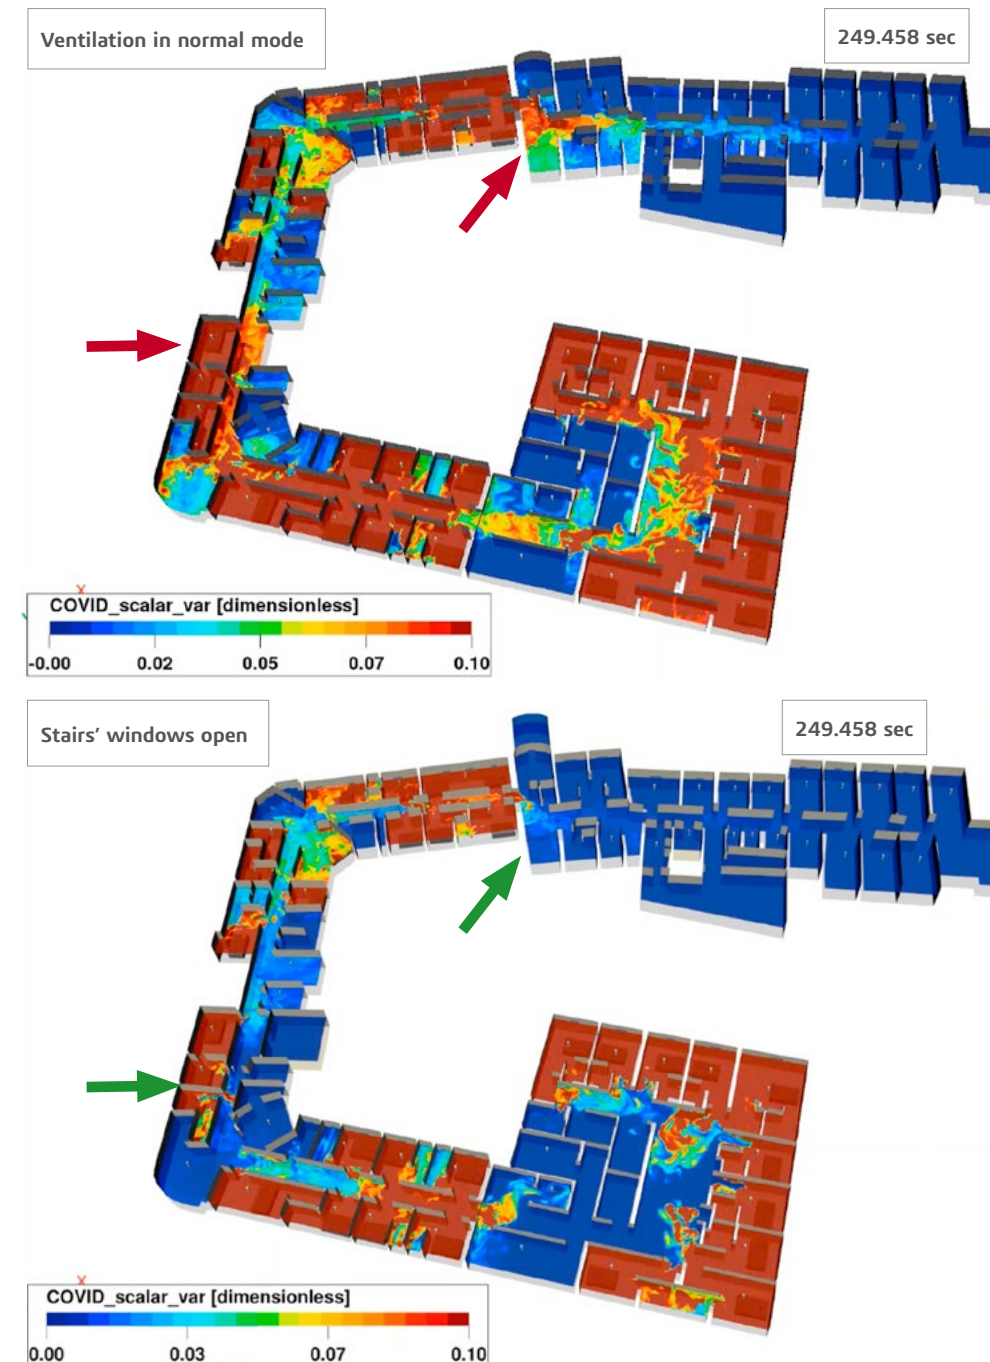 Ventilation in normal mode
249.458 sec
X
COVID_scalar_var [dimensionless]
-0.00 0.02 0.05 0.07 0.10
Stairs’ windows open
249.458 sec
X
COVID_scalar_var [dimensionless]
0.00 0.03 0.07 0.10